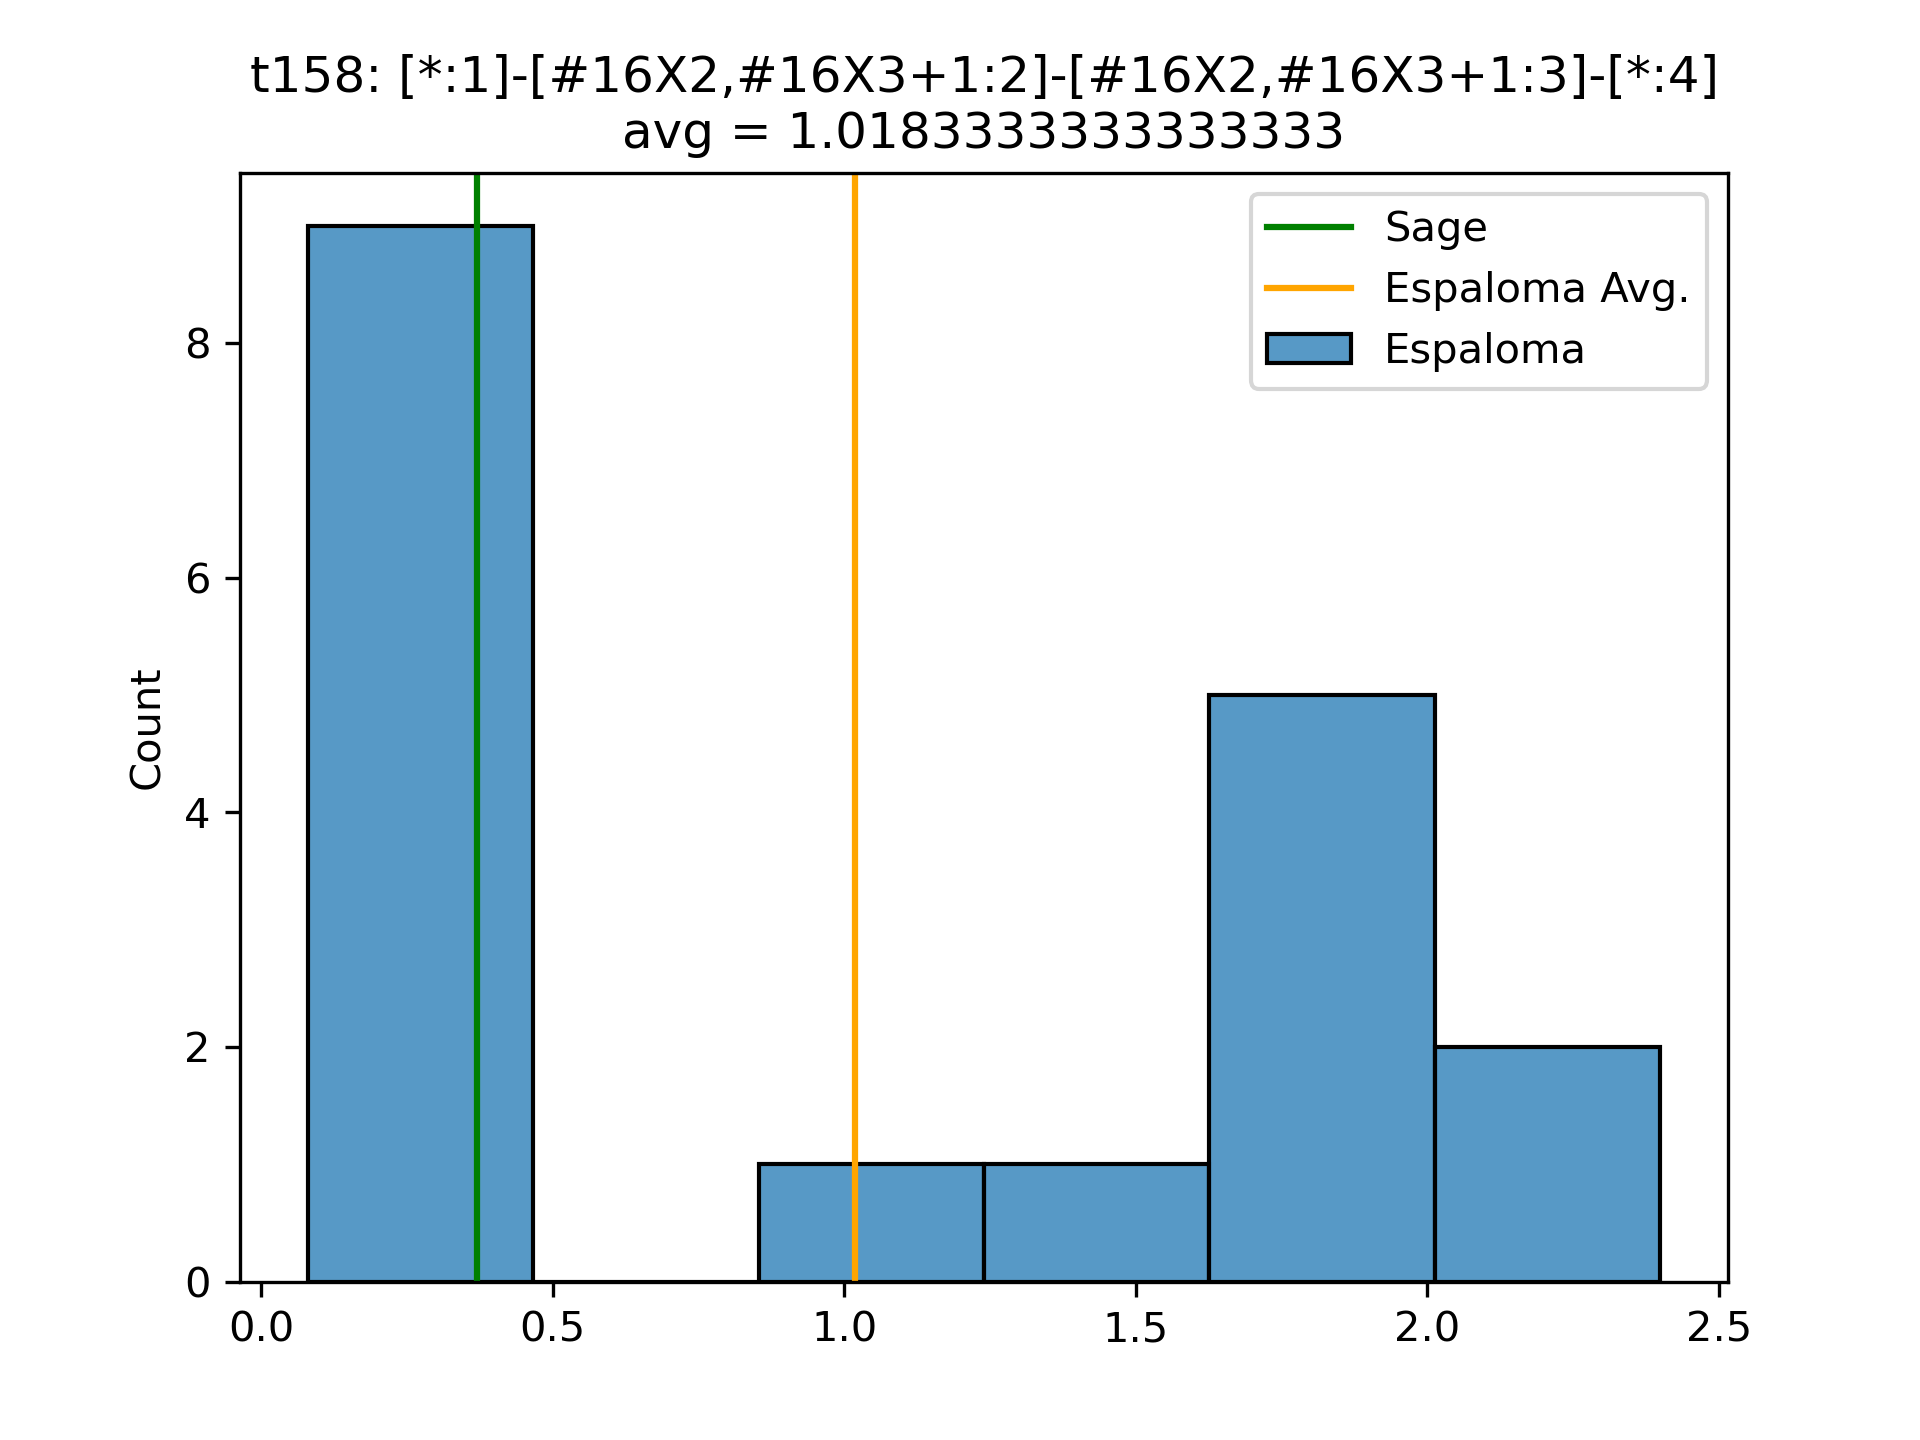 t158: [*:1]-[#16X2,#16X3+1:2]-[#16X2,#16X3+1:3]-[*:4]
avg = 1.0183333333333333
Sage
Espaloma Avg.
Espaloma
Count
8
6
4
2
0
0.0 0.5 1.0 1.5 2.0 2.5